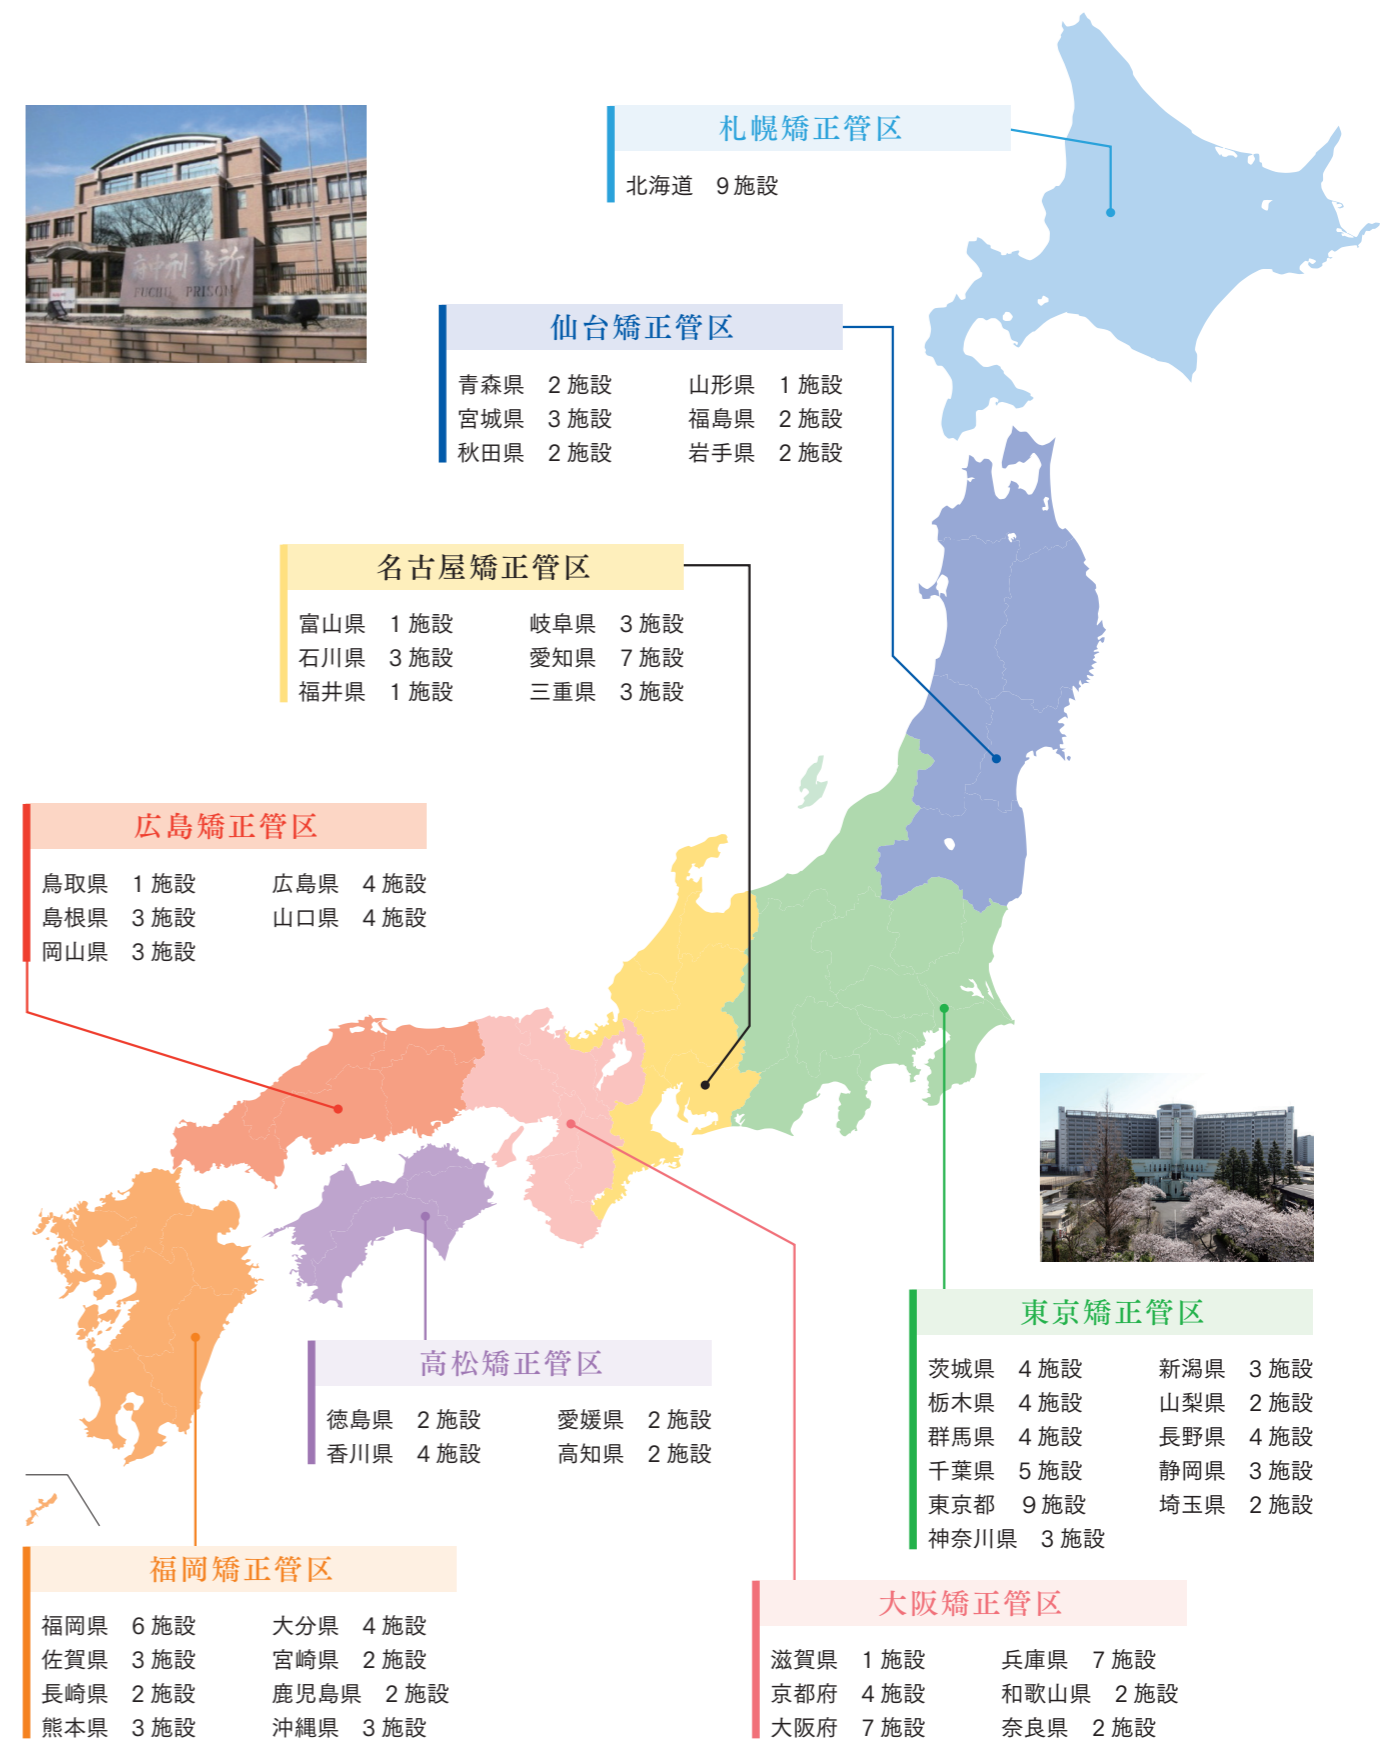 府中刑務所
FUCHU PRISON
札幌矯正管区
北海道 9施設
仙台矯正管区
青森県 2施設 山形県 1施設
宮城県 3施設 福島県 2施設
秋田県 2施設 岩手県 2施設
名古屋矯正管区
富山県 1施設 岐阜県 3施設
石川県 3施設 愛知県 7施設
福井県 1施設 三重県 3施設
広島矯正管区
鳥取県 1施設 広島県 4施設
島根県 3施設 山口県 4施設
岡山県 3施設
東京矯正管区
茨城県 4施設 新潟県 3施設
栃木県 4施設 山梨県 2施設
群馬県 4施設 長野県 4施設
千葉県 5施設 静岡県 3施設
東京都 9施設 埼玉県 2施設
神奈川県 3施設
高松矯正管区
徳島県 2施設 愛媛県 2施設
香川県 4施設 高知県 2施設
福岡矯正管区
福岡県 6施設 大分県 4施設
佐賀県 3施設 宮崎県 2施設
長崎県 2施設 鹿児島県 2施設
熊本県 3施設 沖縄県 3施設
大阪矯正管区
滋賀県 1施設 兵庫県 7施設
京都府 4施設 和歌山県 2施設
大阪府 7施設 奈良県 2施設